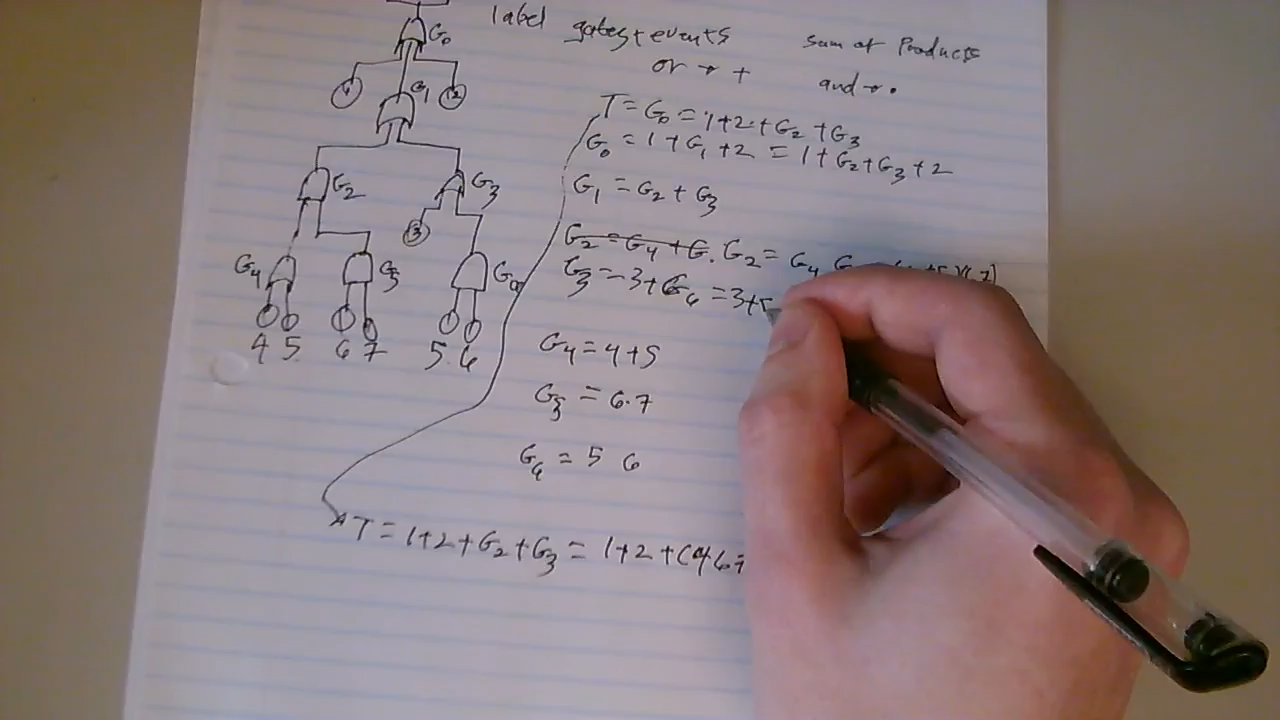 label gates+events sum of Products
or → + and → •
G0
1 G1 2
T = G0 = 1+2+G2+G3
G0 = 1+G1+2 = 1+G2+G3+2
G2 G3
G1 = G2 + G3
3
G2 = G4 + G. G2 = G4
G4 G5 G6
G3 = 3+G6 = 3+5
4 5 6 7 5 6
G4 = 4+5
G5 = 6.7
G6 = 5 6
T = 1+2+G2+G3 = 1+2+(46+